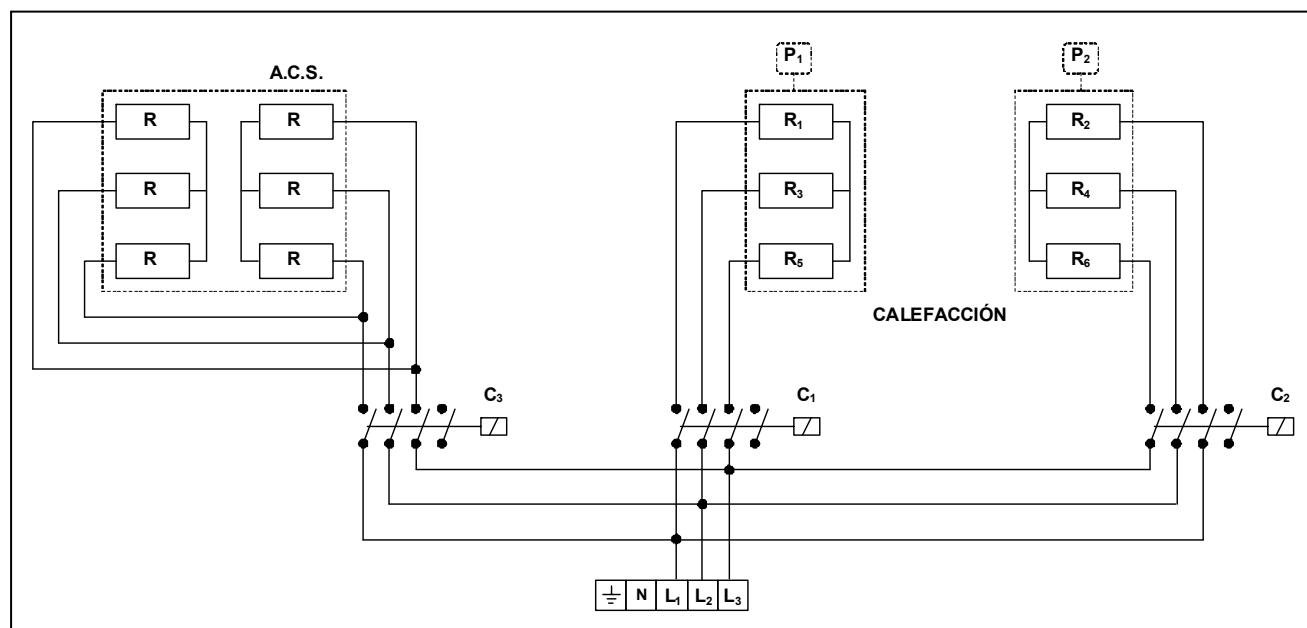 P₁ P₂
A.C.S.
R R R₁ R₂
R R R₃ R₄
R R R₅ R₆
CALEFACCIÓN
C₃ C₁ C₂
N L₁ L₂ L₃